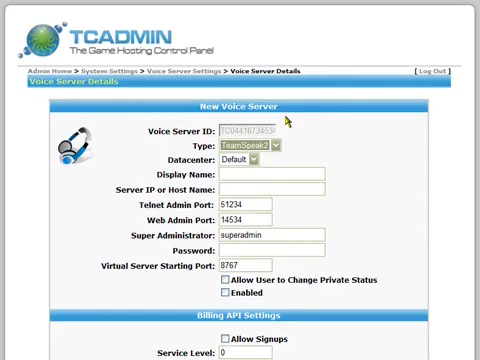 TCADMIN
The Game Hosting Control Panel
Admin Home > System Settings > Voice Server Settings > Voice Server Details [ Log Out ]
Voice Server Details
New Voice Server
Voice Server ID: TC0441673453
Type: TeamSpeak2
Datacenter: Default
Display Name:
Server IP or Host Name:
Telnet Admin Port: 51234
Web Admin Port: 14534
Super Administrator: superadmin
Password:
Virtual Server Starting Port: 8767
Allow User to Change Private Status
Enabled
Billing API Settings
Allow Signups
Service Level: 0